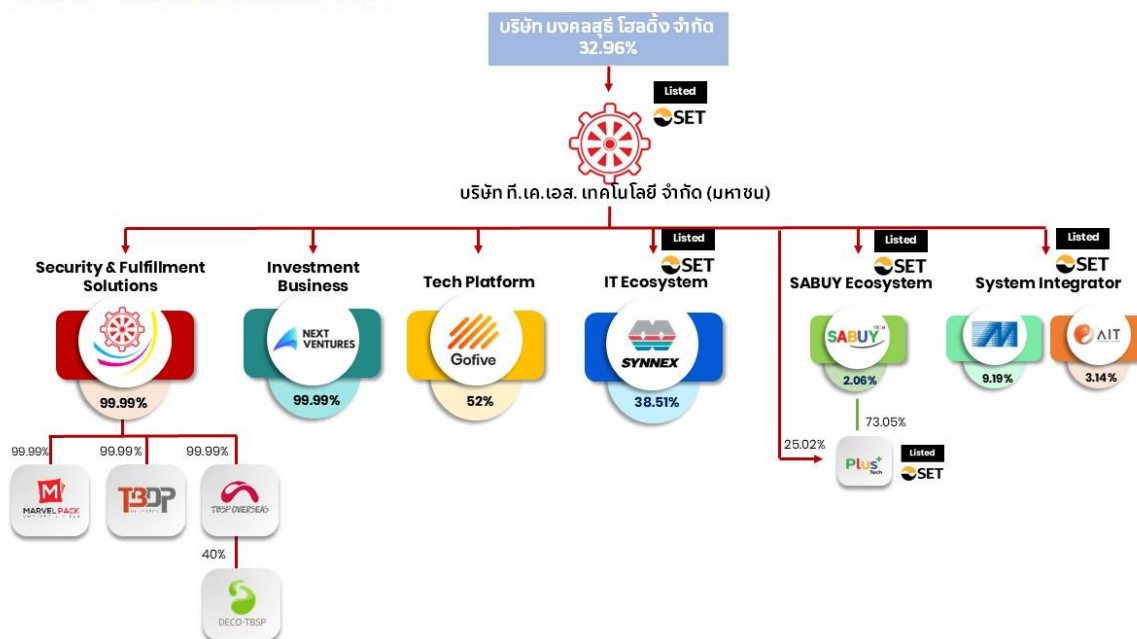 บริษัท มงคลสุธี โฮลดิ้ง จำกัด
32.96%
Listed
SET
บริษัท ที.เค.เอส. เทคโนโลยี จำกัด (มหาชน)
Security & Fulfillment
Solutions
99.99%
Investment
Business
NEXT
VENTURES
99.99%
Tech Platform
Gofive
52%
Listed
SET
IT Ecosystem
SYNNEX
38.51%
Listed
SET
SABUY Ecosystem
SABUY TECH
2.06%
Listed
SET
System Integrator
9.19%
AIT
3.14%
73.05%
25.02%
Plus+
Tech
Listed
SET
99.99%
99.99%
99.99%
MARVEL PACK
TBDP
TBSP OVERSEAS
40%
DECO-TBSP